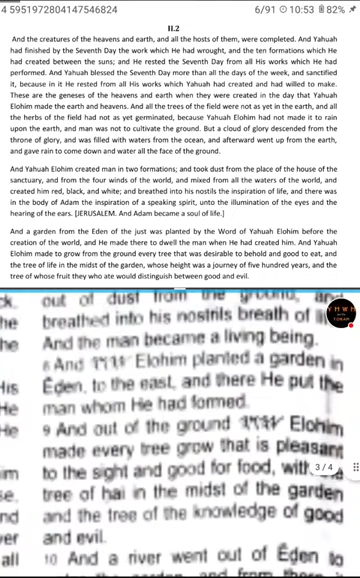 4 5951972804147546824
6/91 10:53 82%
II.2
And the creatures of the heavens and earth, and all the hosts of them, were completed. And Yahuah
had finished by the Seventh Day the work which He had wrought, and the ten formations which He
had created between the suns; and He rested the Seventh Day from all His works which He had
performed. And Yahuah blessed the Seventh Day more than all the days of the week, and sanctified
it, because in it He rested from all His works which Yahuah had created and had willed to make.
These are the geneses of the heavens and earth when they were created in the day that Yahuah
Elohim made the earth and heavens. And all the trees of the field were not as yet in the earth, and all
the herbs of the field had not as yet germinated, because Yahuah Elohim had not made it to rain
upon the earth, and man was not to cultivate the ground. But a cloud of glory descended from the
throne of glory, and was filled with waters from the ocean, and afterward went up from the earth,
and gave rain to come down and water all the face of the ground.
And Yahuah Elohim created man in two formations; and took dust from the place of the house of the
sanctuary, and from the four winds of the world, and mixed from all the waters of the world, and
created him red, black, and white; and breathed into his nostils the inspiration of life, and there was
in the body of Adam the inspiration of a speaking spirit, unto the illumination of the eyes and the
hearing of the ears. [JERUSALEM. And Adam became a soul of life.]
And a garden from the Eden of the just was planted by the Word of Yahuah Elohim before the
creation of the world, and He made there to dwell the man when He had created him. And Yahuah
Elohim made to grow from the ground every tree that was desirable to behold and good to eat, and
the tree of life in the midst of the garden, whose height was a journey of five hundred years, and the
tree of whose fruit they who ate would distinguish between good and evil.
ck. out of dust from the ground, and
he breathed into his nostrils breath of
he And the man became a living being.
8 And 𐤉𐤄𐤅𐤄 Elohim planted a garden in
His Ěden, to the east, and there He put the
He man whom He had formed.
He 9 And out of the ground 𐤉𐤄𐤅𐤄 Elohim
made every tree grow that is pleasant
im to the sight and good for food, with
3 / 4
se. tree of hai in the midst of the garden
nd and the tree of the knowledge of good
ver and evil.
all 10 And a river went out of Ěden to